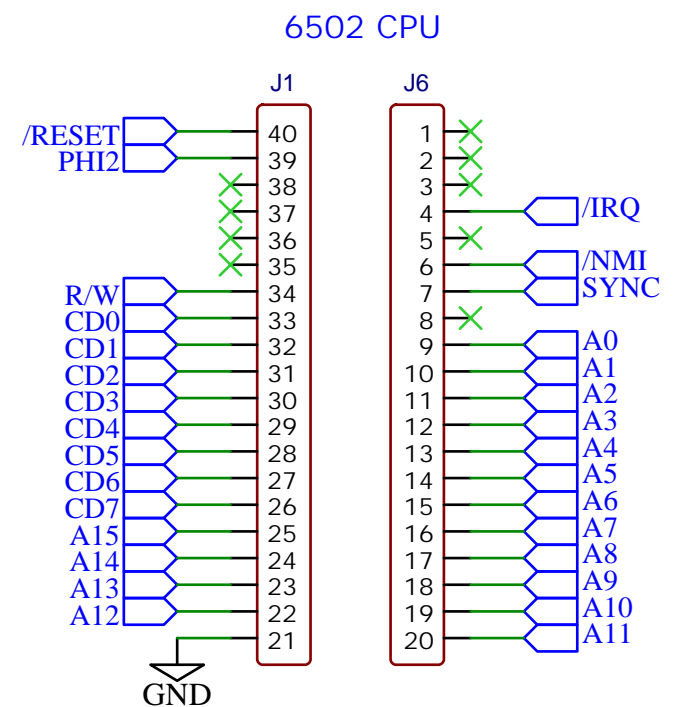 6502 CPU
J1
/RESET 40
PHI2 39
38
37
36
35
R/W 34
CD0 33
CD1 32
CD2 31
CD3 30
CD4 29
CD5 28
CD6 27
CD7 26
A15 25
A14 24
A13 23
A12 22
21
GND
J6
1
2
3
4 /IRQ
5
6 /NMI
7 SYNC
8
9 A0
10 A1
11 A2
12 A3
13 A4
14 A5
15 A6
16 A7
17 A8
18 A9
19 A10
20 A11